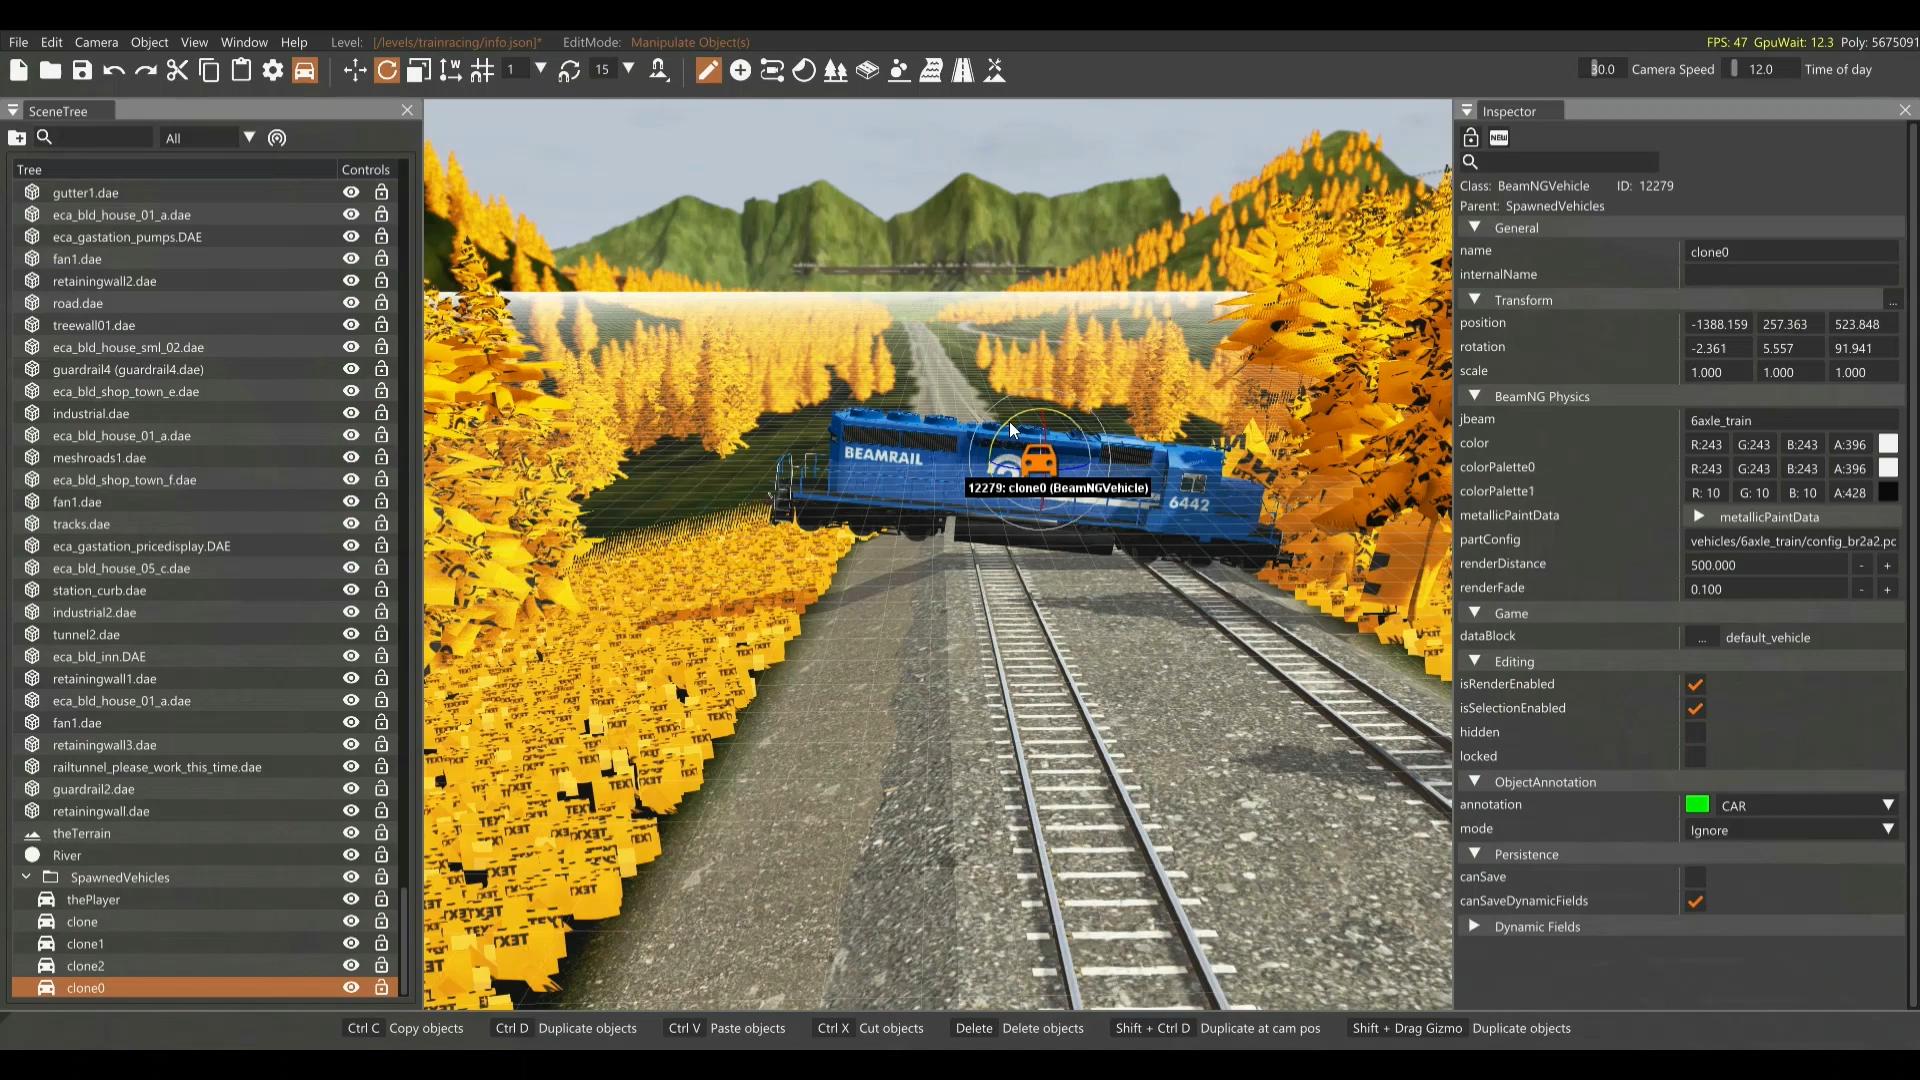 File Edit Camera Object View Window Help Level: [/levels/trainracing/info.json]* EditMode: Manipulate Object(s) FPS: 47 GpuWait: 12.3 Poly: 5675091
1 15 30.0 Camera Speed 12.0 Time of day
SceneTree
All
Tree Controls
gutter1.dae
eca_bld_house_01_a.dae
eca_gastation_pumps.DAE
fan1.dae
retainingwall2.dae
road.dae
treewall01.dae
eca_bld_house_sml_02.dae
guardrail4 (guardrail4.dae)
eca_bld_shop_town_e.dae
industrial.dae
eca_bld_house_01_a.dae
meshroads1.dae
eca_bld_shop_town_f.dae
fan1.dae
tracks.dae
eca_gastation_pricedisplay.DAE
eca_bld_house_05_c.dae
station_curb.dae
industrial2.dae
tunnel2.dae
eca_bld_inn.DAE
retainingwall1.dae
eca_bld_house_01_a.dae
fan1.dae
retainingwall3.dae
railtunnel_please_work_this_time.dae
guardrail2.dae
retainingwall.dae
theTerrain
River
SpawnedVehicles
thePlayer
clone
clone1
clone2
clone0
BEAMRAIL
12279: clone0 (BeamNGVehicle)
6442
TEXT
Inspector
NEW
Class: BeamNGVehicle ID: 12279
Parent: SpawnedVehicles
General
name clone0
internalName
Transform ...
position -1388.159 257.363 523.848
rotation -2.361 5.557 91.941
scale 1.000 1.000 1.000
BeamNG Physics
jbeam 6axle_train
color R:243 G:243 B:243 A:396
colorPalette0 R:243 G:243 B:243 A:396
colorPalette1 R: 10 G: 10 B: 10 A:428
metallicPaintData metallicPaintData
partConfig vehicles/6axle_train/config_br2a2.pc
renderDistance 500.000 - +
renderFade 0.100 - +
Game
dataBlock ... default_vehicle
Editing
isRenderEnabled
isSelectionEnabled
hidden
locked
ObjectAnnotation
annotation CAR
mode Ignore
Persistence
canSave
canSaveDynamicFields
Dynamic Fields
Ctrl C Copy objects Ctrl D Duplicate objects Ctrl V Paste objects Ctrl X Cut objects Delete Delete objects Shift + Ctrl D Duplicate at cam pos Shift + Drag Gizmo Duplicate objects